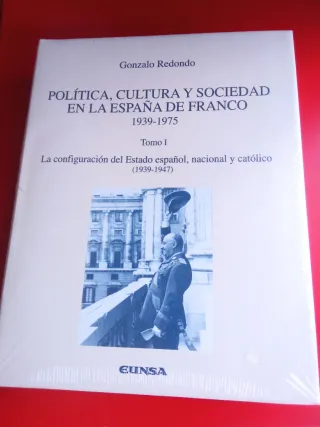 Gonzalo Redondo
POLÍTICA, CULTURA Y SOCIEDAD
EN LA ESPAÑA DE FRANCO
1939-1975
Tomo I
La configuración del Estado español, nacional y católico
(1939-1947)
EUNSA